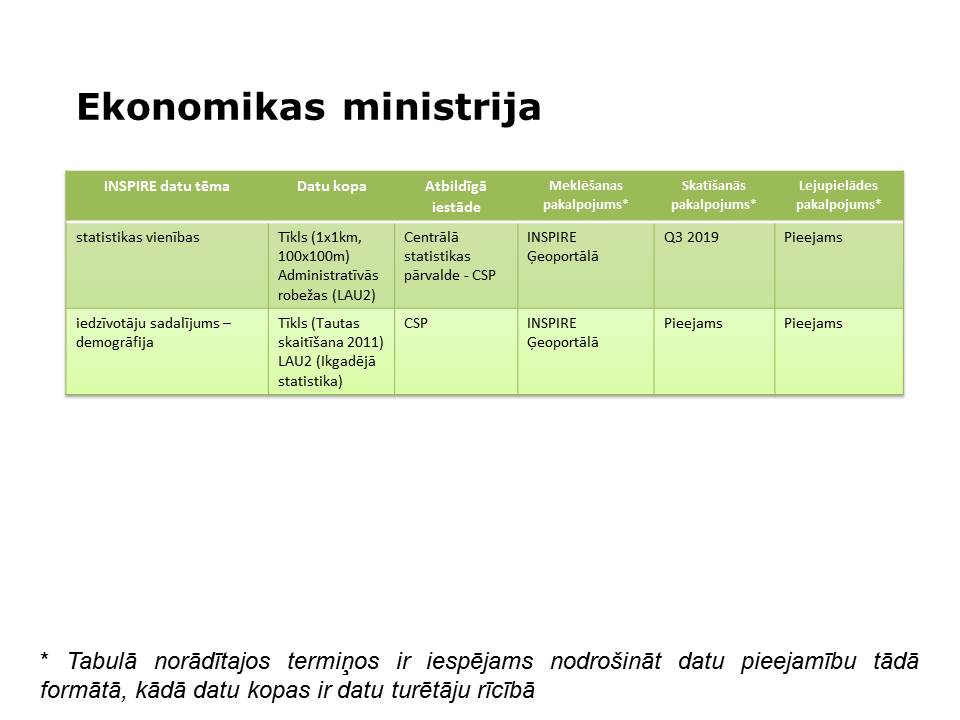 Ekonomikas ministrija
INSPIRE datu tēma
Datu kopa
Atbildīgā
iestāde
Meklēšanas
pakalpojums*
Skatīšanās
pakalpojums*
Lejupielādes
pakalpojums*
statistikas vienības
Tīkls (1x1km,
100x100m)
Administratīvās
robežas (LAU2)
Centrālā
statistikas
pārvalde - CSP
INSPIRE
Ģeoportālā
Q3 2019
Pieejams
iedzīvotāju sadalījums –
demogrāfija
Tīkls (Tautas
skaitīšana 2011)
LAU2 (Ikgadējā
statistika)
CSP
INSPIRE
Ģeoportālā
Pieejams
Pieejams
* Tabulā norādītajos termiņos ir iespējams nodrošināt datu pieejamību tādā
formātā, kādā datu kopas ir datu turētāju rīcībā